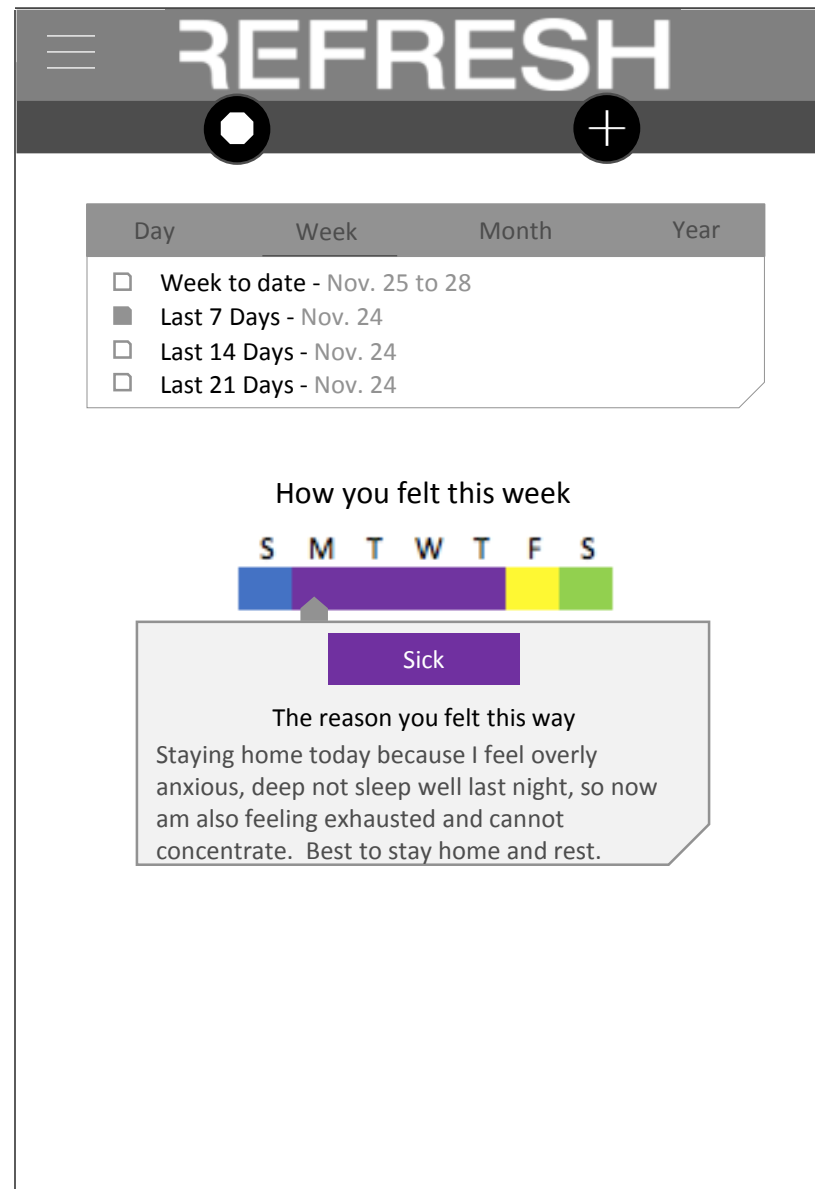 REFRESH
Day Week Month Year
Week to date - Nov. 25 to 28
Last 7 Days - Nov. 24
Last 14 Days - Nov. 24
Last 21 Days - Nov. 24
How you felt this week
S M T W T F S
Sick
The reason you felt this way
Staying home today because I feel overly
anxious, deep not sleep well last night, so now
am also feeling exhausted and cannot
concentrate.  Best to stay home and rest.